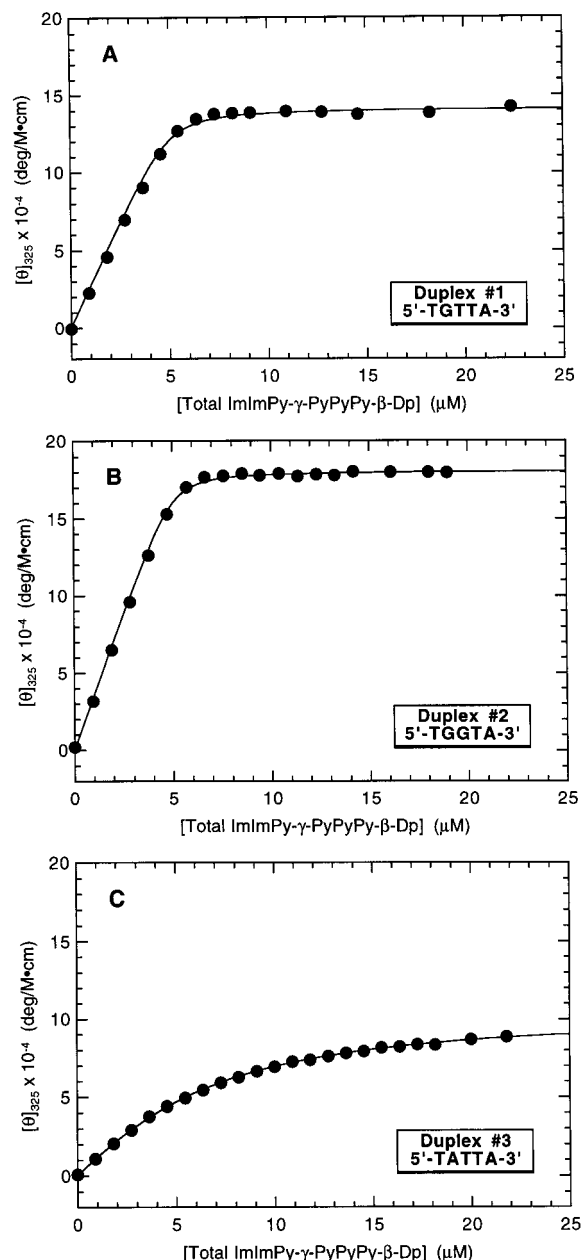 20
A
15
10
5
0
[θ]₃₂₅ x 10⁻⁴ (deg/M•cm)
Duplex #1
5'-TGTTA-3'
0 5 10 15 20 25
[Total ImImPy-γ-PyPyPy-β-Dp] (μM)
20
B
15
10
5
0
[θ]₃₂₅ x 10⁻⁴ (deg/M•cm)
Duplex #2
5'-TGGTA-3'
0 5 10 15 20 25
[Total ImImPy-γ-PyPyPy-β-Dp] (μM)
20
C
15
10
5
0
[θ]₃₂₅ x 10⁻⁴ (deg/M•cm)
Duplex #3
5'-TATTA-3'
0 5 10 15 20 25
[Total ImImPy-γ-PyPyPy-β-Dp] (μM)